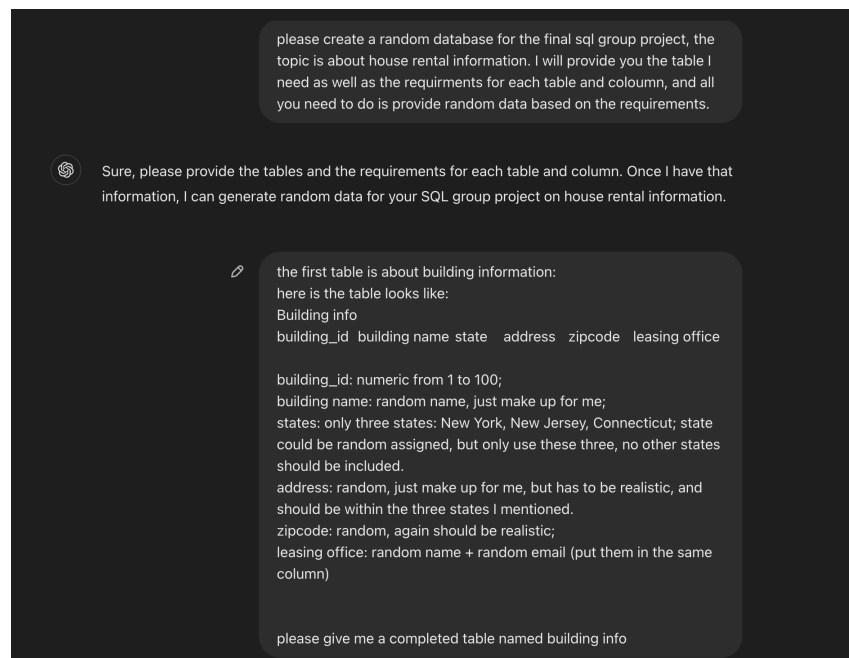 please create a random database for the final sql group project, the
topic is about house rental information. I will provide you the table I
need as well as the requirments for each table and coloumn, and all
you need to do is provide random data based on the requirements.
Sure, please provide the tables and the requirements for each table and column. Once I have that
information, I can generate random data for your SQL group project on house rental information.
the first table is about building information:
here is the table looks like:
Building info
building_id building name state address zipcode leasing office
building_id: numeric from 1 to 100;
building name: random name, just make up for me;
states: only three states: New York, New Jersey, Connecticut; state
could be random assigned, but only use these three, no other states
should be included.
address: random, just make up for me, but has to be realistic, and
should be within the three states I mentioned.
zipcode: random, again should be realistic;
leasing office: random name + random email (put them in the same
column)
please give me a completed table named building info